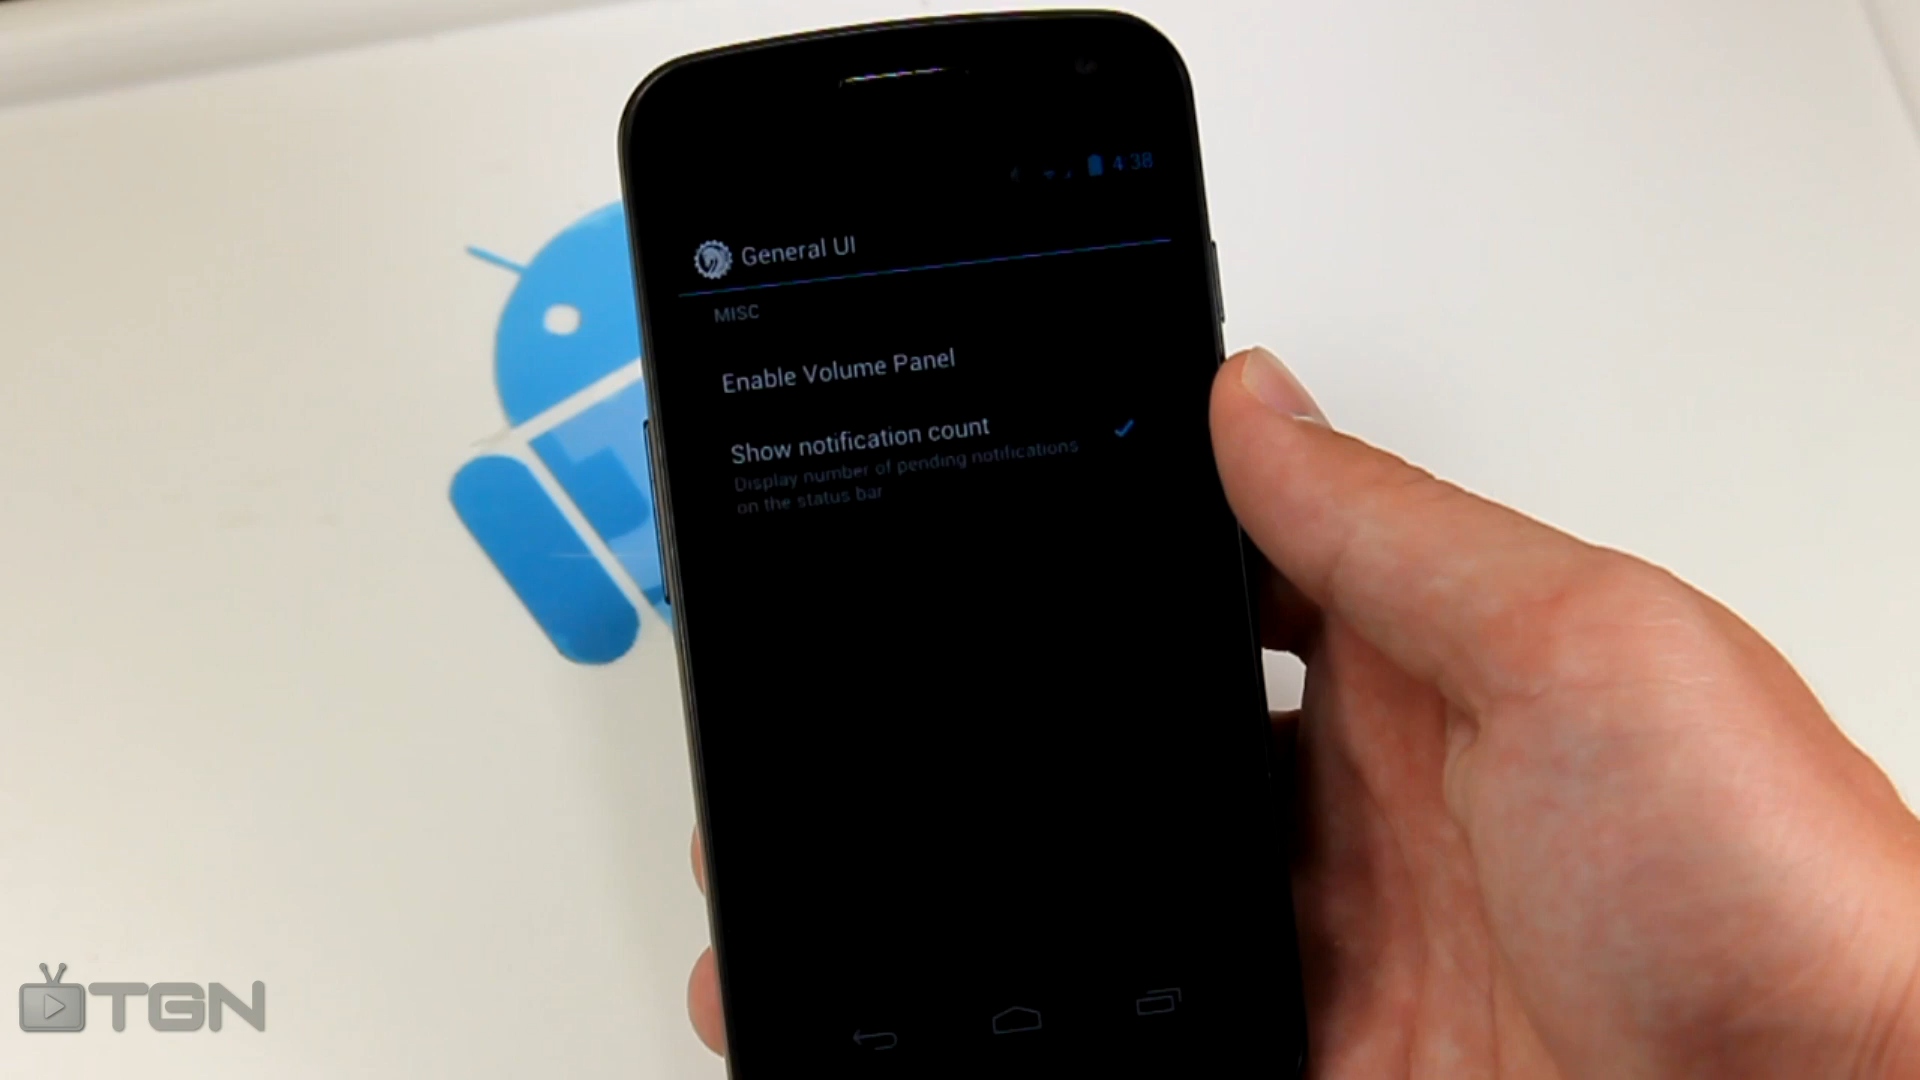 4:38
General UI
MISC
Enable Volume Panel
Show notification count
Display number of pending notifications
on the status bar
TGN